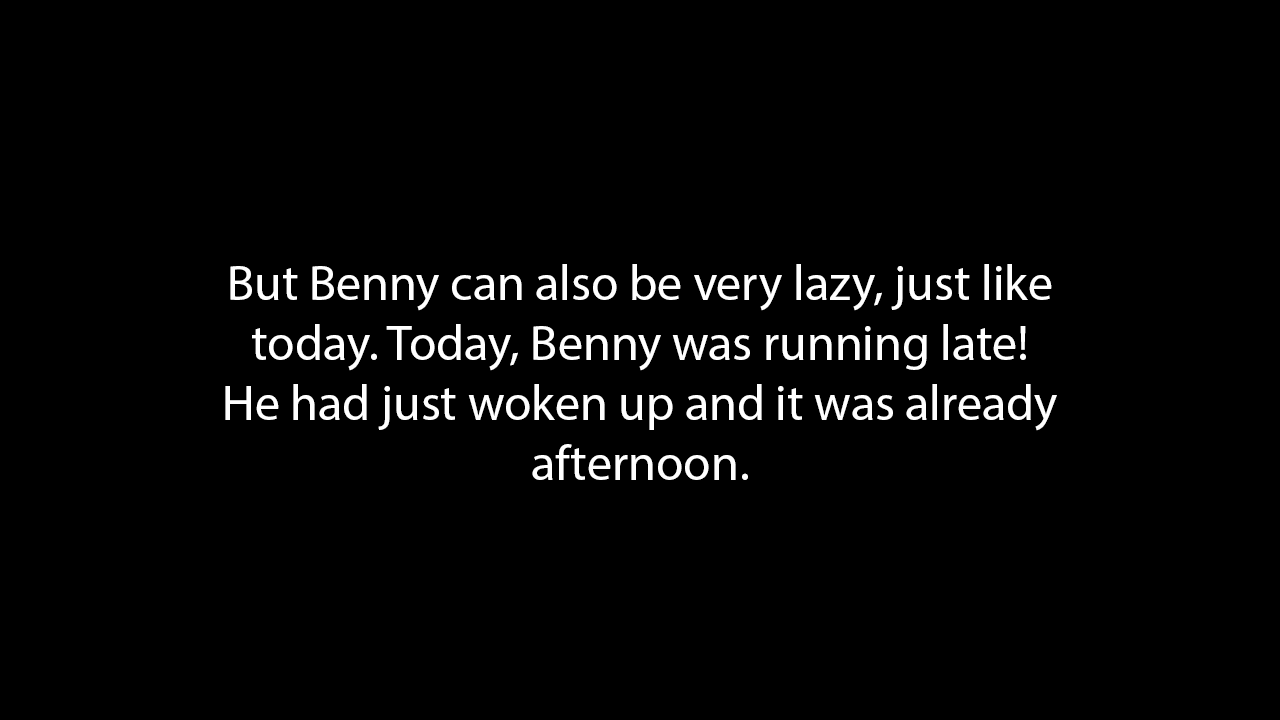 But Benny can also be very lazy, just like
today. Today, Benny was running late!
He had just woken up and it was already
afternoon.